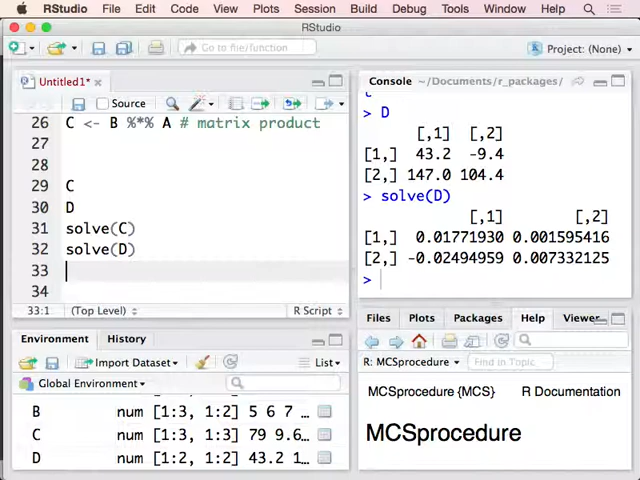 RStudio File Edit Code View Plots Session Build Debug Tools Window Help
RStudio
Go to file/function
Project: (None)
Untitled1*
Source
26 C <- B %*% A # matrix product
27
28
29 C
30 D
31 solve(C)
32 solve(D)
33
34
33:1 (Top Level) R Script
Console ~/Documents/r_packages/
> D
[,1] [,2]
[1,] 43.2 -9.4
[2,] 147.0 104.4
> solve(D)
[,1] [,2]
[1,] 0.01771930 0.001595416
[2,] -0.02494959 0.007332125
>
Environment History
Import Dataset List
Global Environment
B num [1:3, 1:2] 5 6 7 ...
C num [1:3, 1:3] 79 9.6...
D num [1:2, 1:2] 43.2 1...
Files Plots Packages Help Viewer
R: MCSprocedure Find in Topic
MCSprocedure {MCS} R Documentation
MCSprocedure